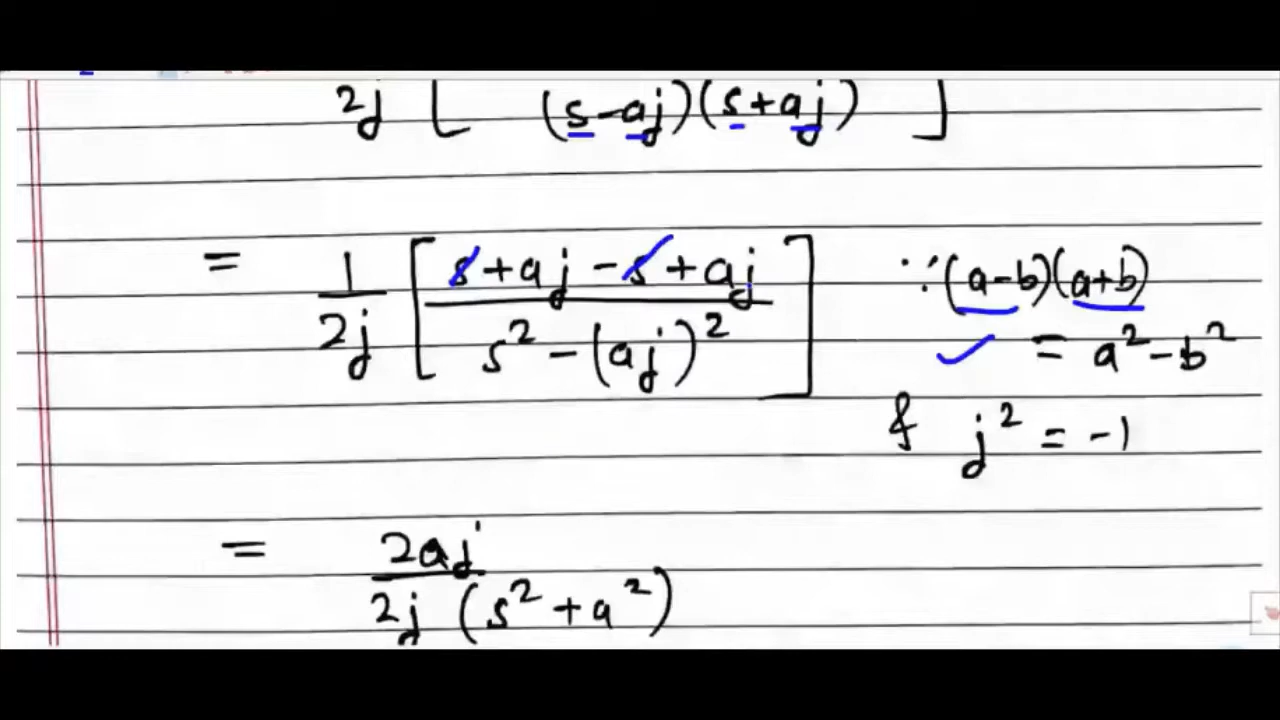 2j [ (s-aj)(s+aj) ]
= 1/2j [ s+aj-s+aj / s²-(aj)² ] ∵ (a-b)(a+b)
= a²-b²
& j² = -1
= 2aj / 2j (s²+a²)